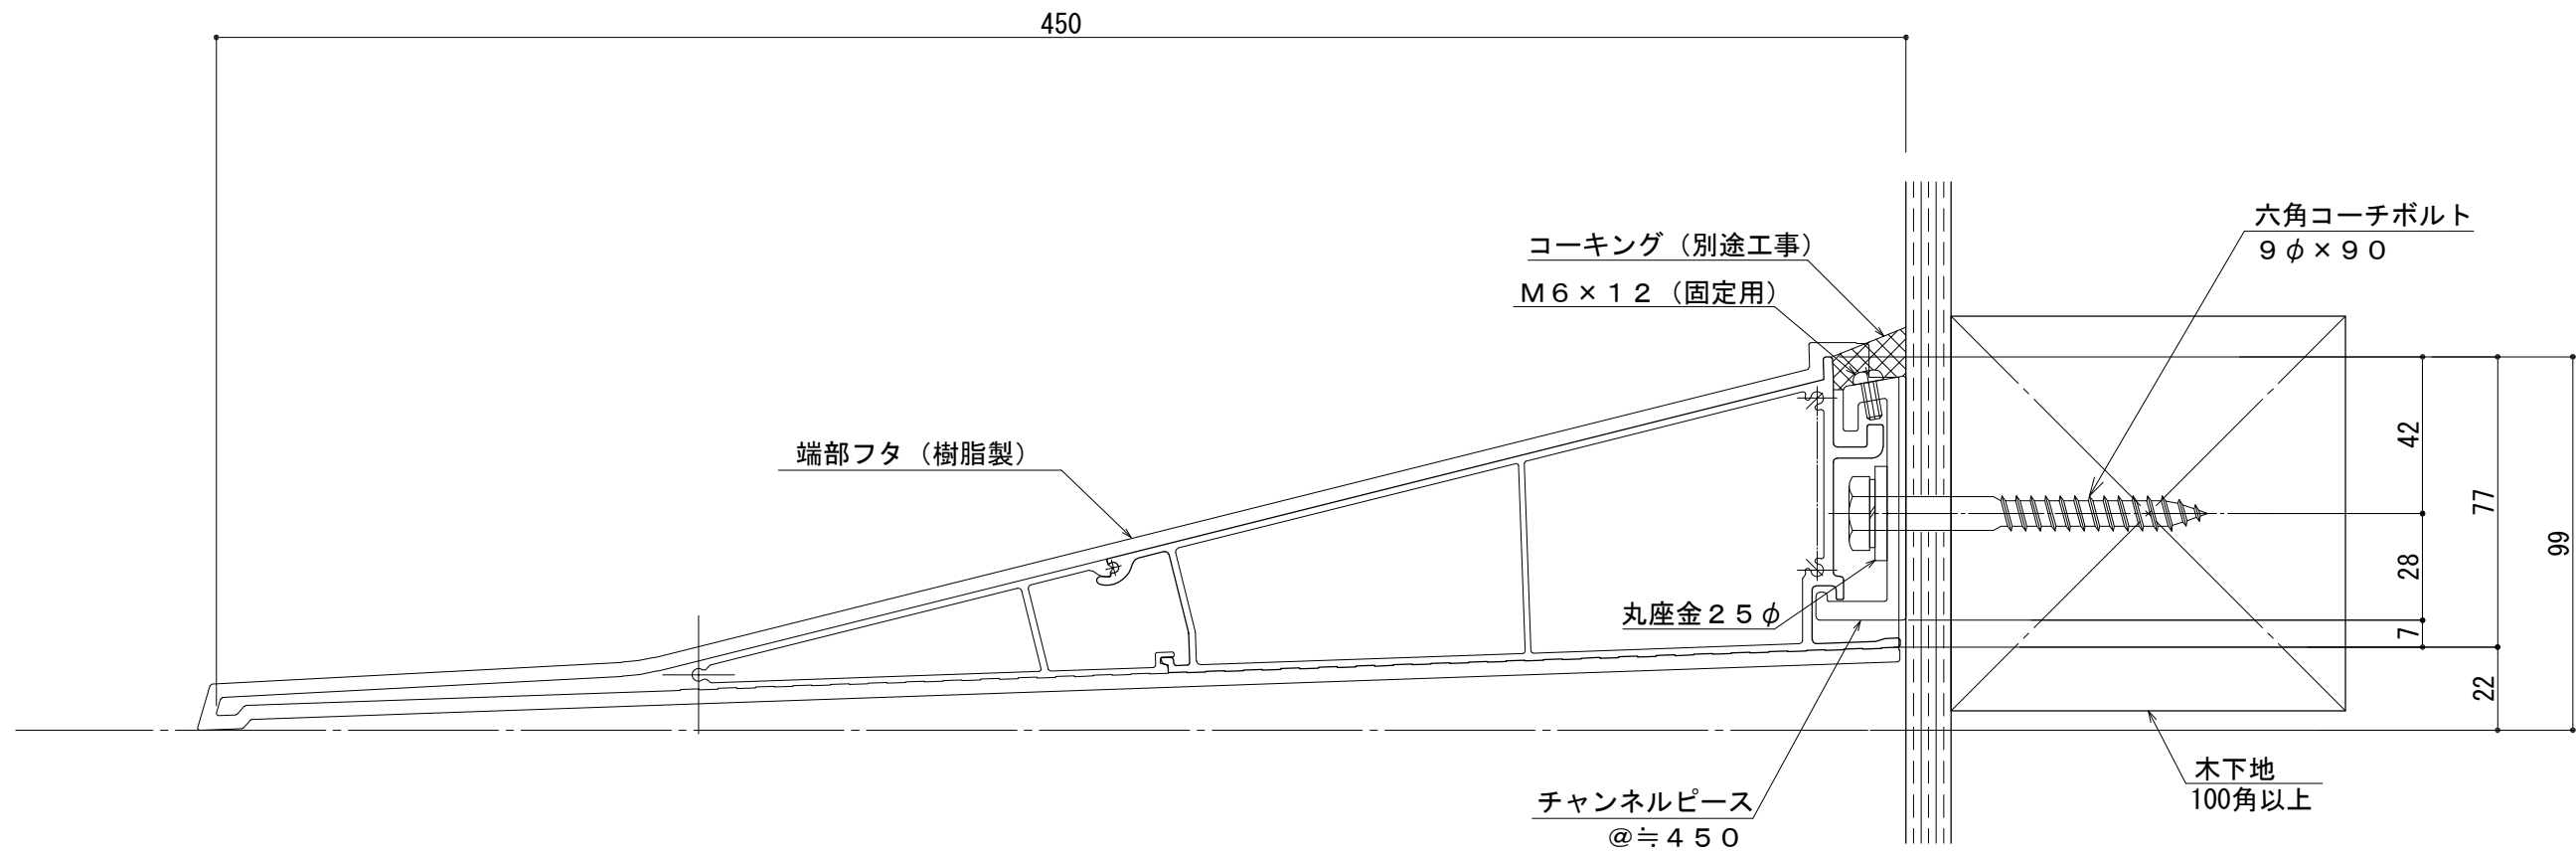 450
六角コーチボルト
９φ×９０
コーキング（別途工事）
Ｍ６×１２（固定用）
端部フタ（樹脂製）
42
77
99
28
丸座金２５φ
7
22
木下地
100角以上
チャンネルピース
＠≒４５０